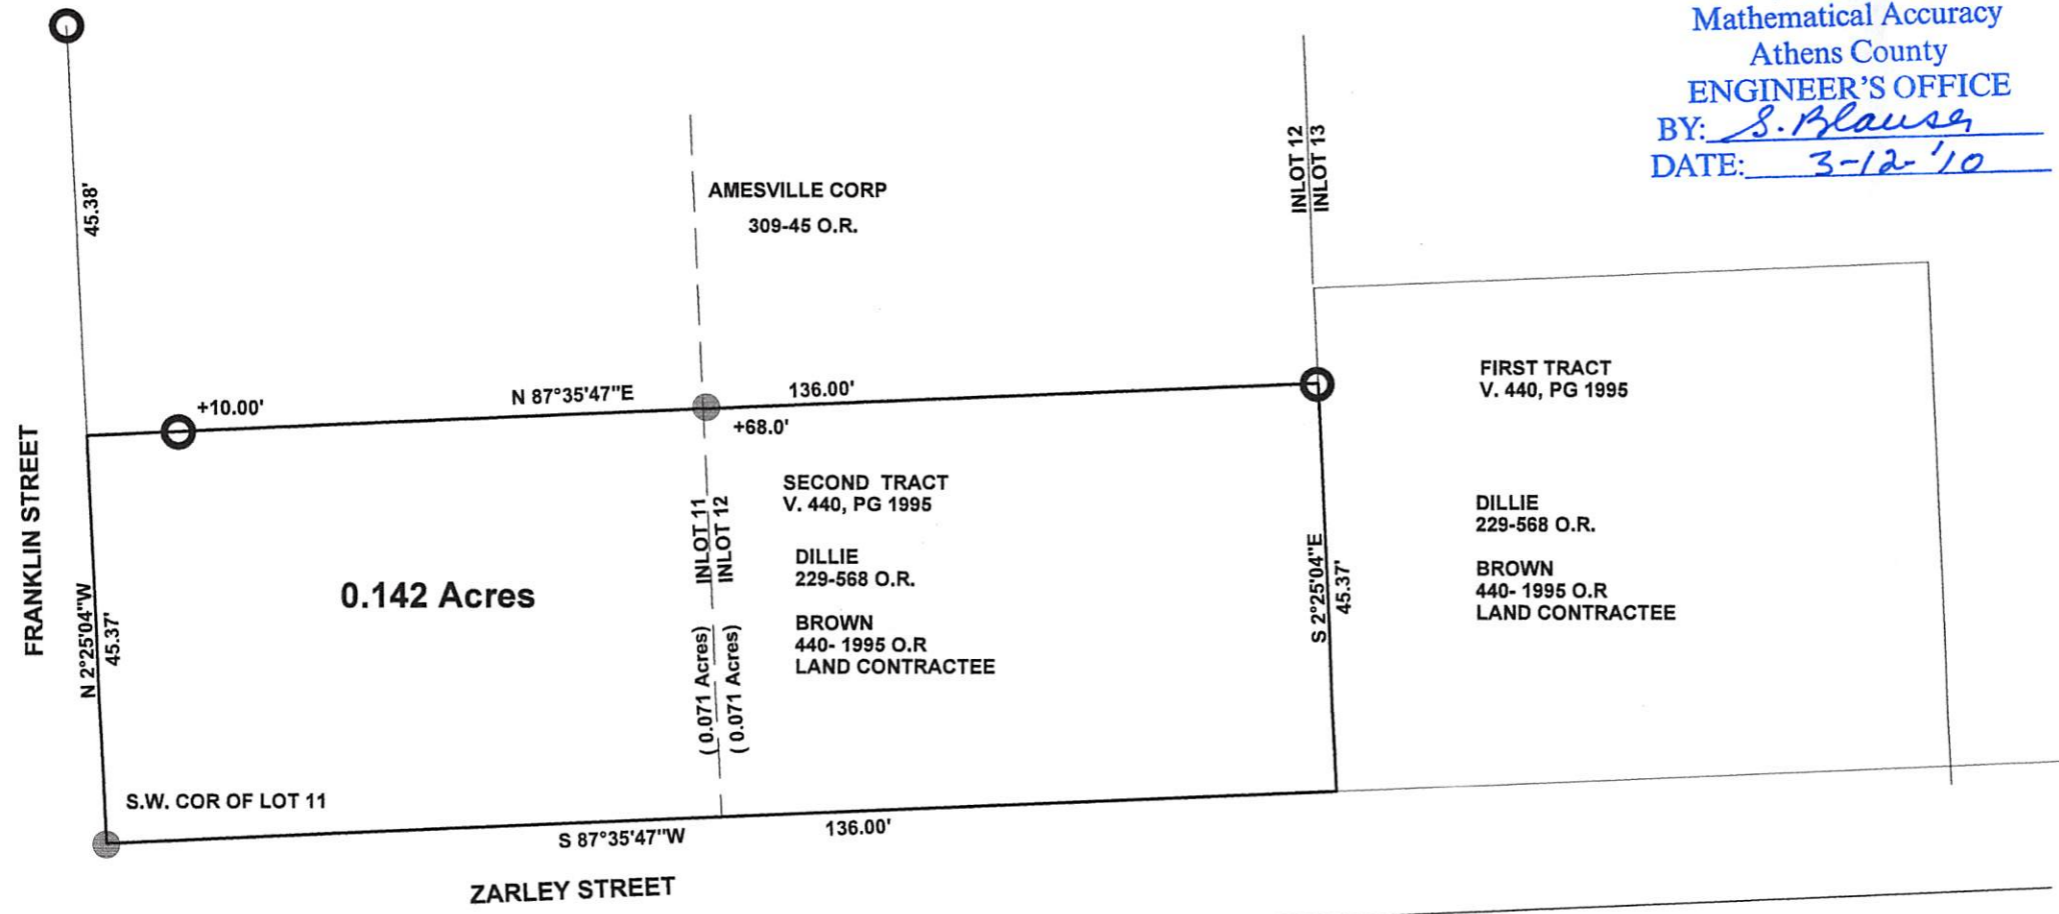 Mathematical Accuracy
Athens County
ENGINEER'S OFFICE
BY: S. Blauser
DATE: 3-12-'10
45.38'
AMESVILLE CORP
309-45 O.R.
INLOT 12
INLOT 13
FIRST TRACT
V. 440, PG 1995
+10.00'
N 87°35'47"E
136.00'
+68.0'
FRANKLIN STREET
SECOND TRACT
V. 440, PG 1995
INLOT 11
INLOT 12
DILLIE
229-568 O.R.
DILLIE
229-568 O.R.
0.142 Acres
N 2°25'04"W
45.37'
S 2°25'04"E
45.37'
BROWN
440- 1995 O.R
LAND CONTRACTEE
BROWN
440- 1995 O.R
LAND CONTRACTEE
( 0.071 Acres)
( 0.071 Acres)
S.W. COR OF LOT 11
S 87°35'47"W
136.00'
ZARLEY STREET